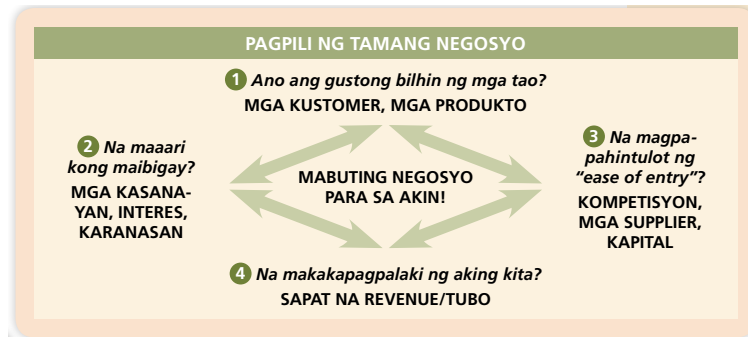 PAGPILI NG TAMANG NEGOSYO
1 Ano ang gustong bilhin ng mga tao?
MGA KUSTOMER, MGA PRODUKTO
2 Na maaari
kong maibigay?
MGA KASANA-
YAN, INTERES,
KARANASAN
MABUTING NEGOSYO
PARA SA AKIN!
3 Na magpa-
pahintulot ng
“ease of entry”?
KOMPETISYON,
MGA SUPPLIER,
KAPITAL
4 Na makakapagpalaki ng aking kita?
SAPAT NA REVENUE/TUBO